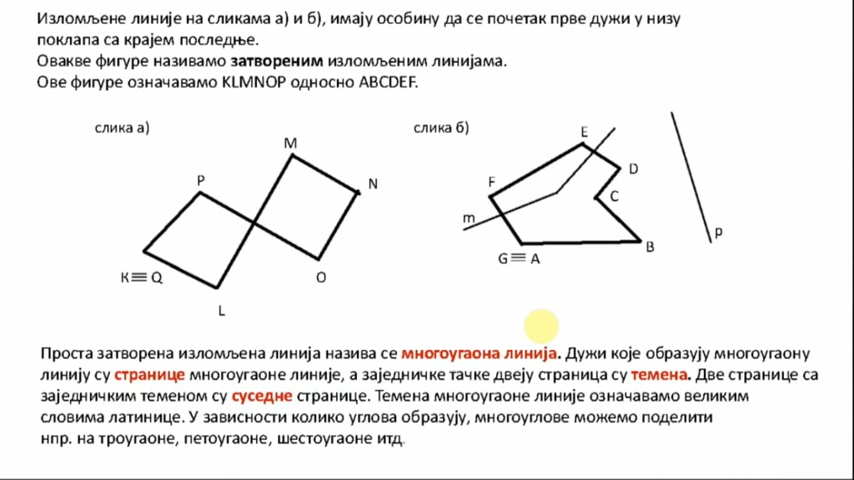 Изломљене линије на сликама а) и б), имају особину да се почетак прве дужи у низу
поклапа са крајем последње.
Овакве фигуре називамо затвореним изломљеним линијама.
Ове фигуре означавамо KLMNOP односно ABCDEF.
слика а)
M
P
N
K≡Q
O
L
слика б)
E
D
F
C
m
B
G≡A
p
Проста затворена изломљена линија назива се многоугаона линија. Дужи које образују многоугаону
линију су странице многоугаоне линије, а заједничке тачке двеју страница су темена. Две странице са
заједничким теменом су суседне странице. Темена многоугаоне линије означавамо великим
словима латинице. У зависности колико углова образују, многоуглове можемо поделити
нпр. на троугаоне, петоугаоне, шестоугаоне итд.